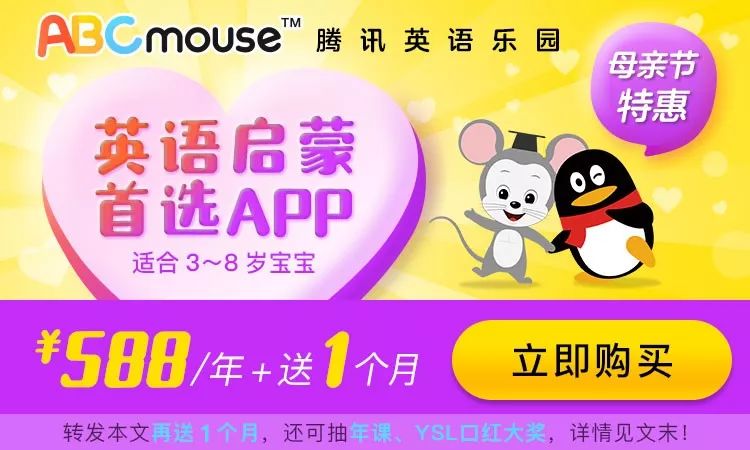 ABCmouse™ 腾讯英语乐园
母亲节
特惠
英语启蒙
首选APP
适合 3～8 岁宝宝
¥588/年+送1个月
立即购买
转发本文再送1个月，还可抽年课、YSL口红大奖，详情见文末！